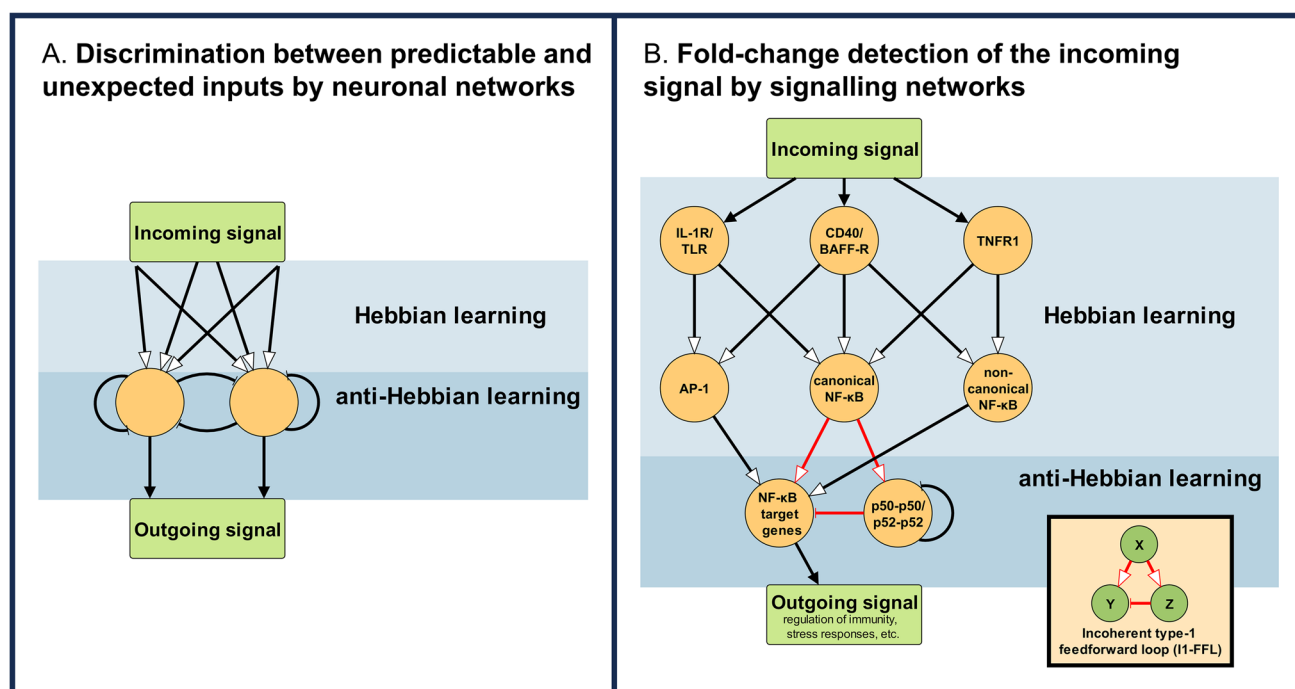 A. Discrimination between predictable and
unexpected inputs by neuronal networks
Incoming signal
Hebbian learning
anti-Hebbian learning
Outgoing signal
B. Fold-change detection of the incoming
signal by signalling networks
Incoming signal
IL-1R/
TLR
CD40/
BAFF-R
TNFR1
Hebbian learning
AP-1
canonical
NF-κB
non-
canonical
NF-κB
anti-Hebbian learning
NF-κB
target
genes
p50-p50/
p52-p52
Outgoing signal
regulation of immunity,
stress responses, etc.
X
Y
Z
Incoherent type-1
feedforward loop (I1-FFL)